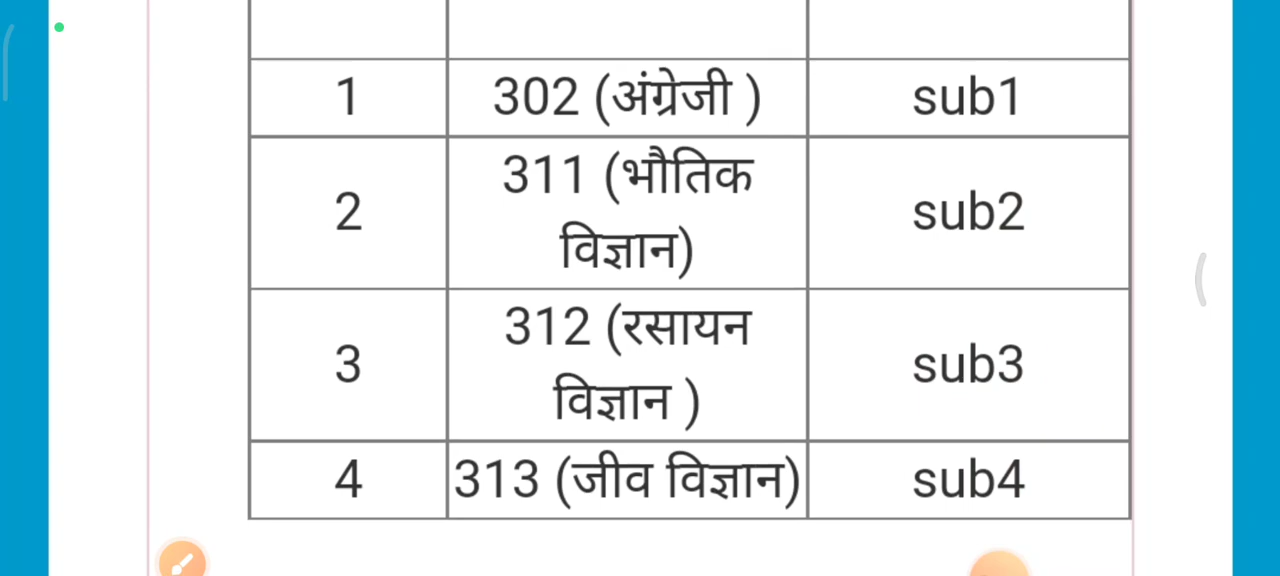 1 302 (अंग्रेजी ) sub1
2 311 (भौतिक विज्ञान) sub2
3 312 (रसायन विज्ञान ) sub3
4 313 (जीव विज्ञान) sub4